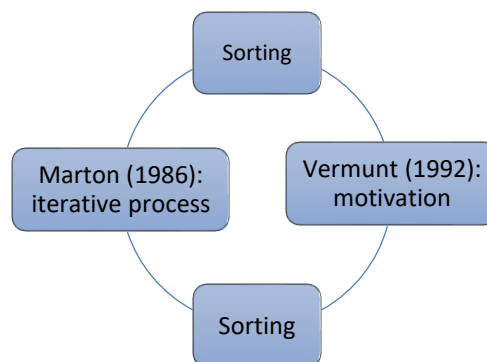 Sorting
Marton (1986):
iterative process
Vermunt (1992):
motivation
Sorting